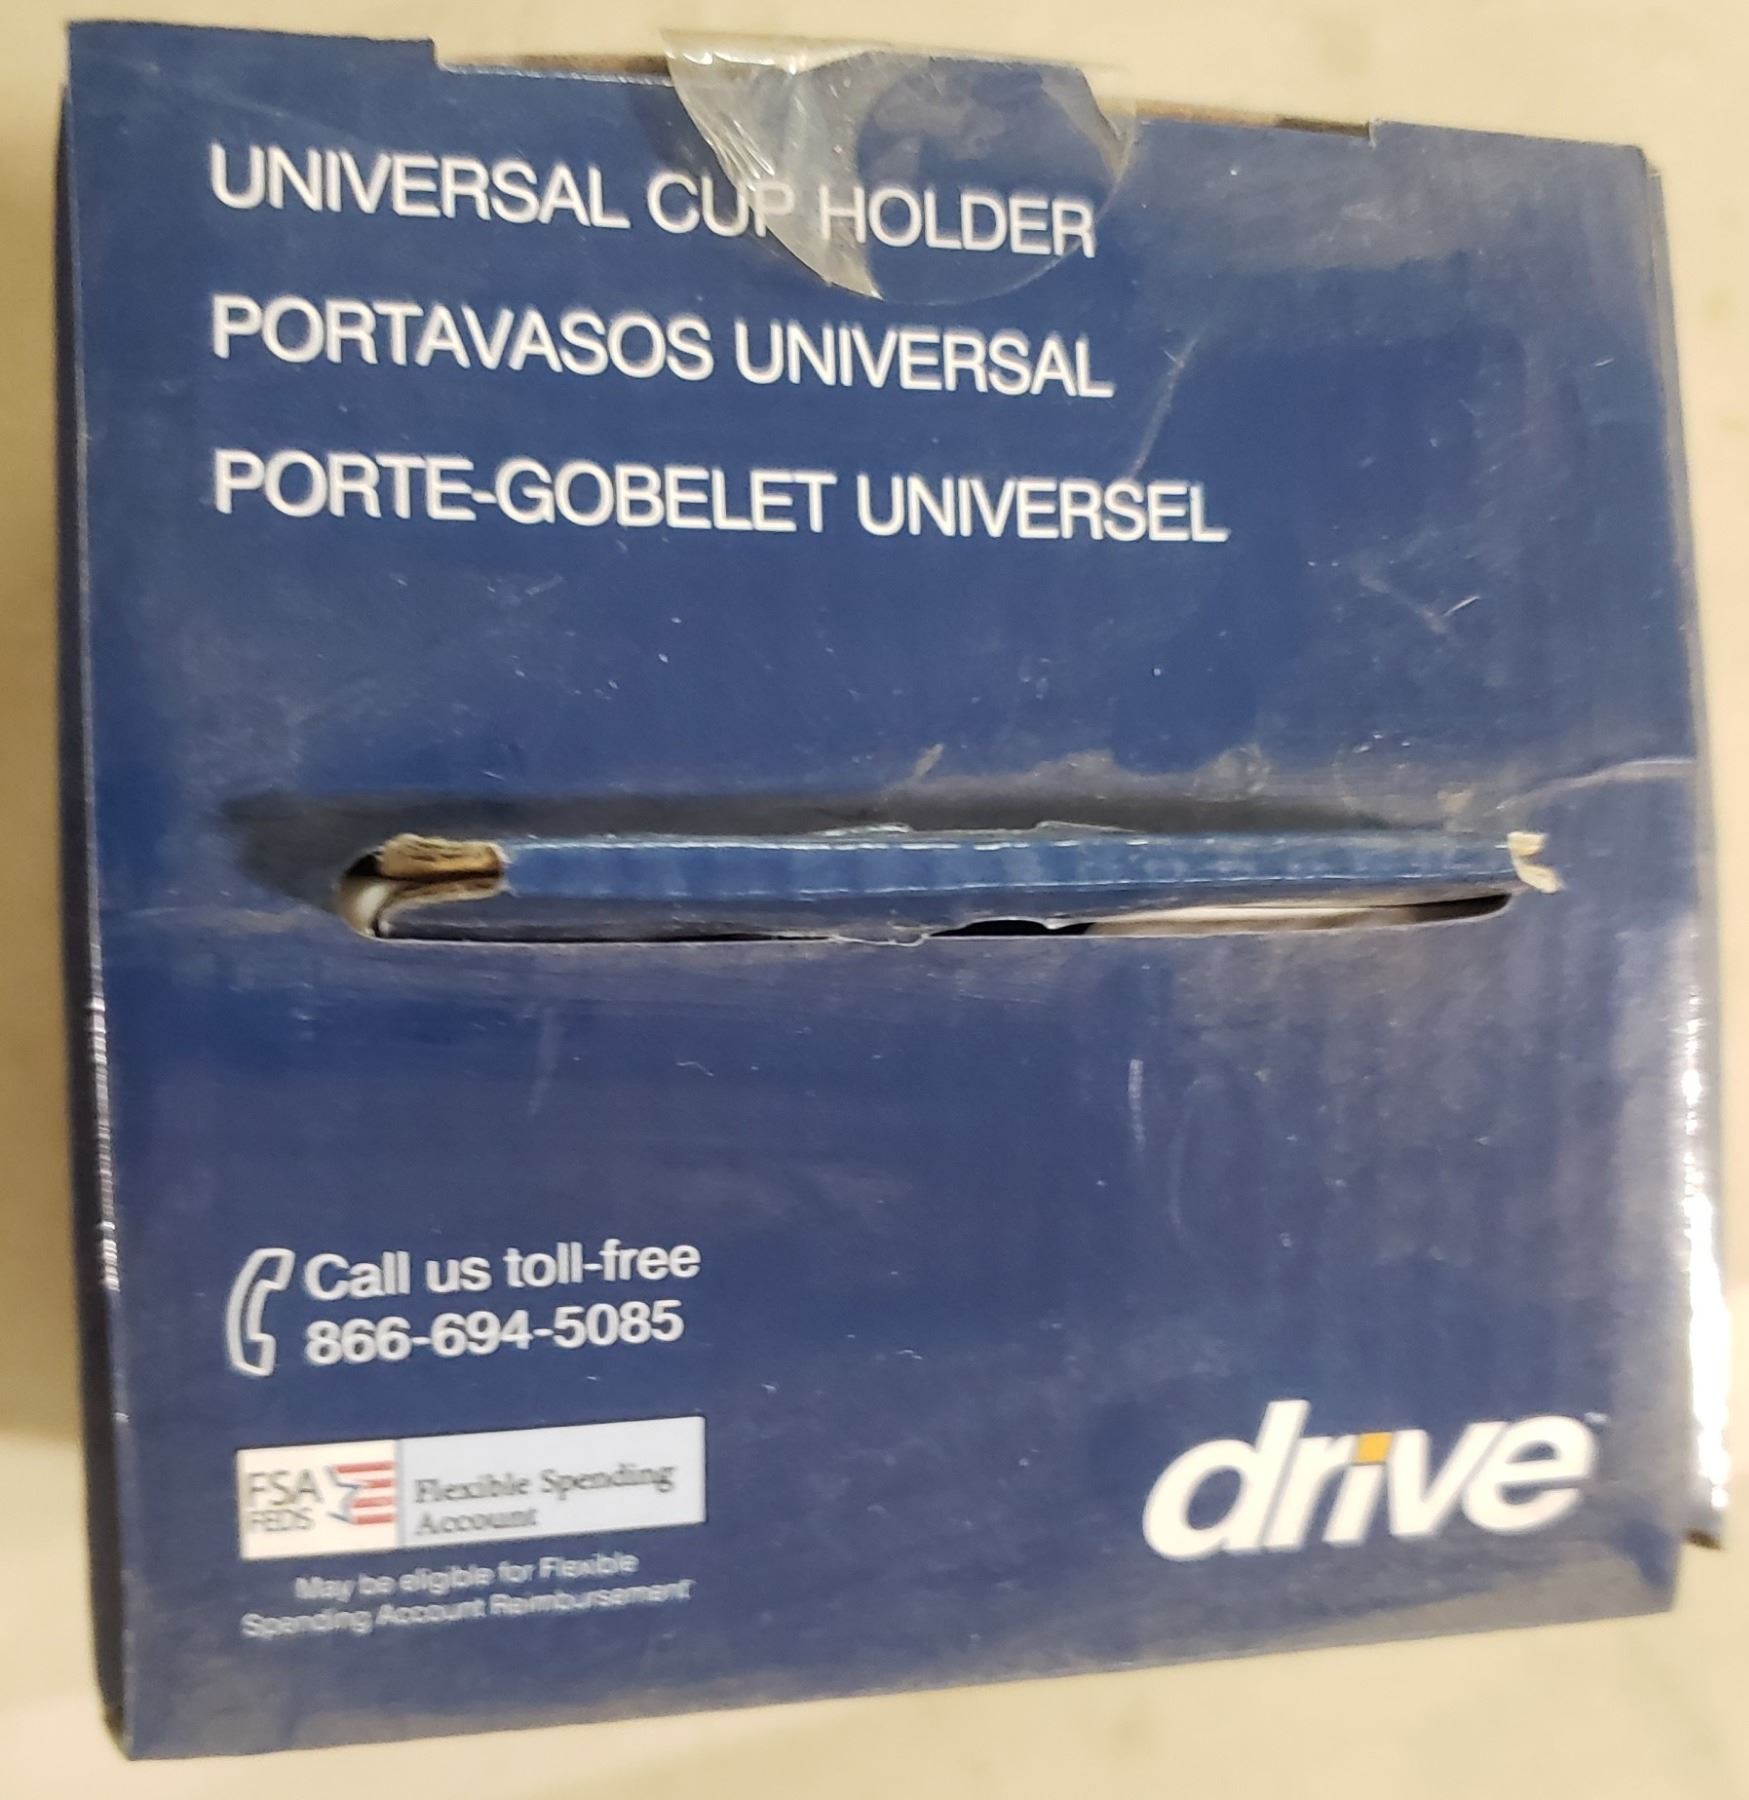 UNIVERSAL CUP HOLDER
PORTAVASOS UNIVERSAL
PORTE-GOBELET UNIVERSEL
Call us toll-free
866-694-5085
FSA
FEDS
Flexible Spending
Account
May be eligible for Flexible
Spending Account Reimbursement
drive™